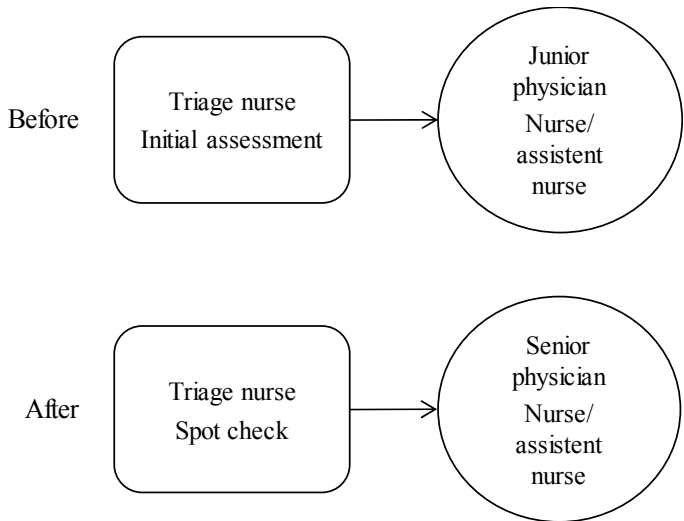 Before
Triage nurse
Initial assessment
Junior
physician
Nurse/
assistent
nurse
After
Triage nurse
Spot check
Senior
physician
Nurse/
assistent
nurse